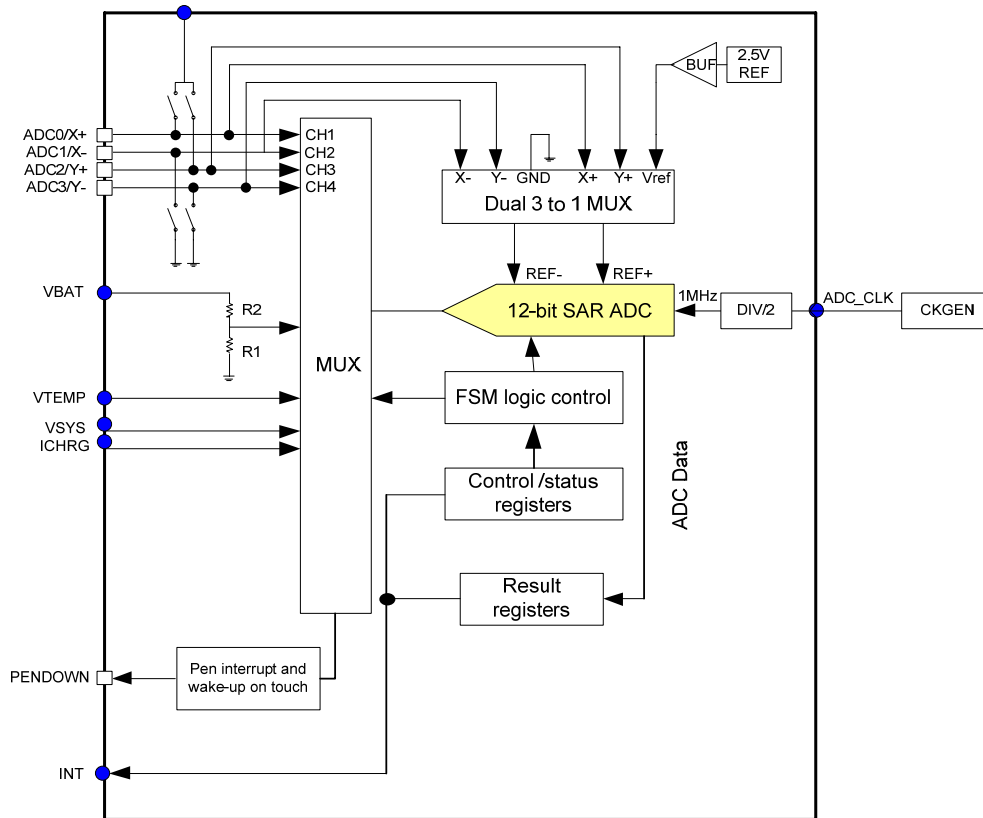 BUF
2.5V
REF
ADC0/X+
ADC1/X-
ADC2/Y+
ADC3/Y-
CH1
CH2
CH3
CH4
X- Y- GND X+ Y+ Vref
Dual 3 to 1 MUX
REF- REF+
VBAT
R2
R1
12-bit SAR ADC
1MHz
DIV/2
ADC_CLK
CKGEN
MUX
VTEMP
VSYS
ICHRG
FSM logic control
Control /status
registers
ADC Data
Result
registers
PENDOWN
Pen interrupt and
wake-up on touch
INT